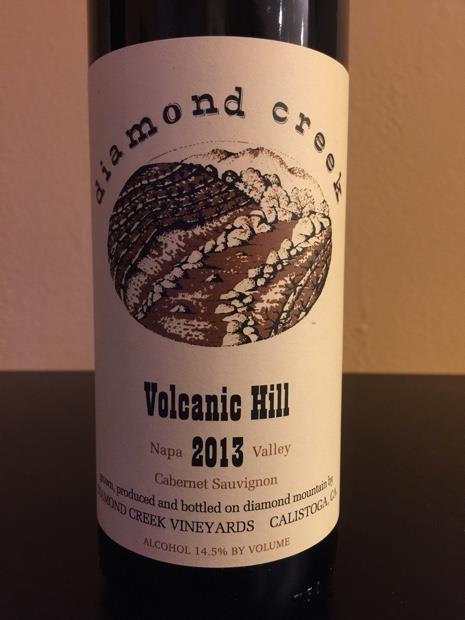 diamond creek
Volcanic Hill
Napa 2013 Valley
Cabernet Sauvignon
grown, produced and bottled on diamond mountain by
DIAMOND CREEK VINEYARDS CALISTOGA, CA
ALCOHOL 14.5% BY VOLUME